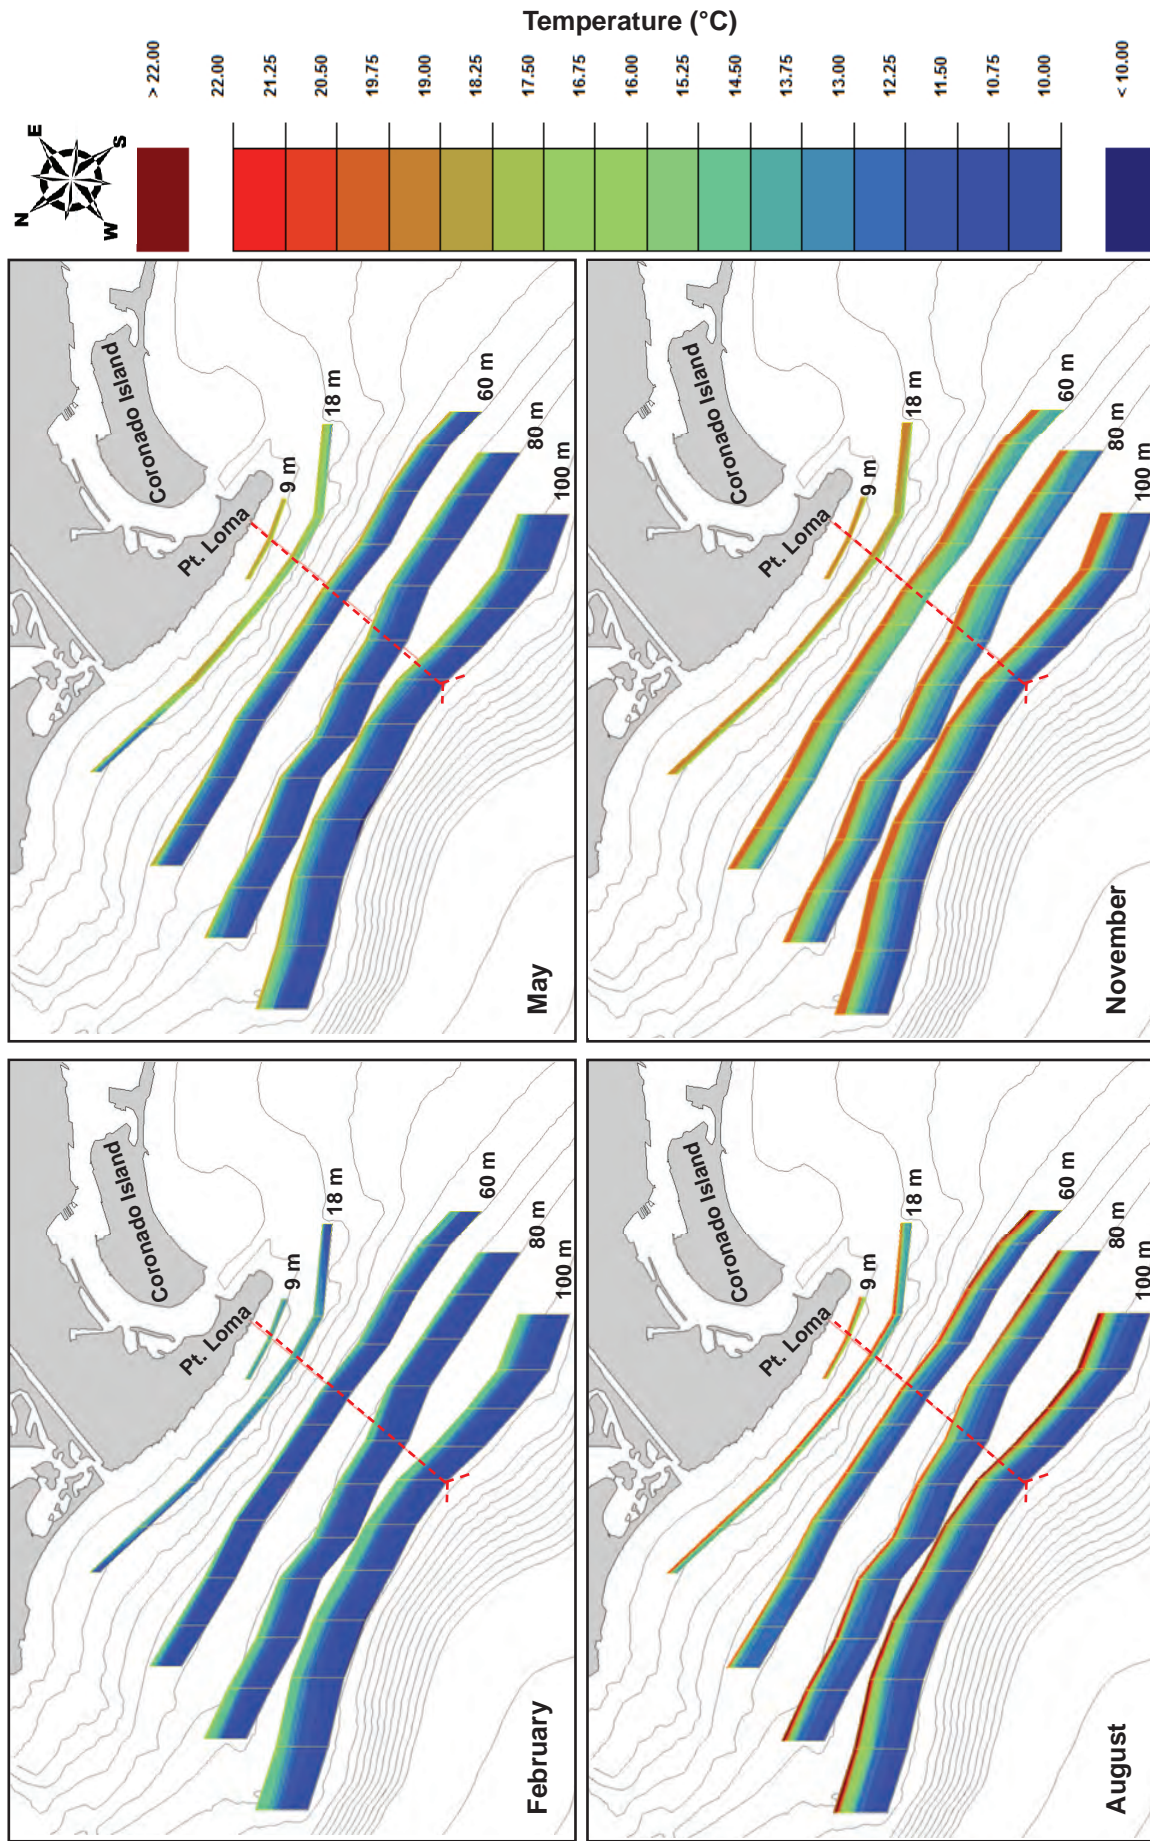 Temperature (°C)
> 22.00
22.00
21.25
20.50
19.75
19.00
18.25
17.50
16.75
16.00
15.25
14.50
13.75
13.00
12.25
11.50
10.75
10.00
< 10.00
N
E
S
W
Coronado Island
Pt. Loma
9 m
18 m
60 m
80 m
100 m
May
Coronado Island
Pt. Loma
9 m
18 m
60 m
80 m
100 m
November
Coronado Island
Pt. Loma
9 m
18 m
60 m
80 m
100 m
February
Coronado Island
Pt. Loma
9 m
18 m
60 m
80 m
100 m
August